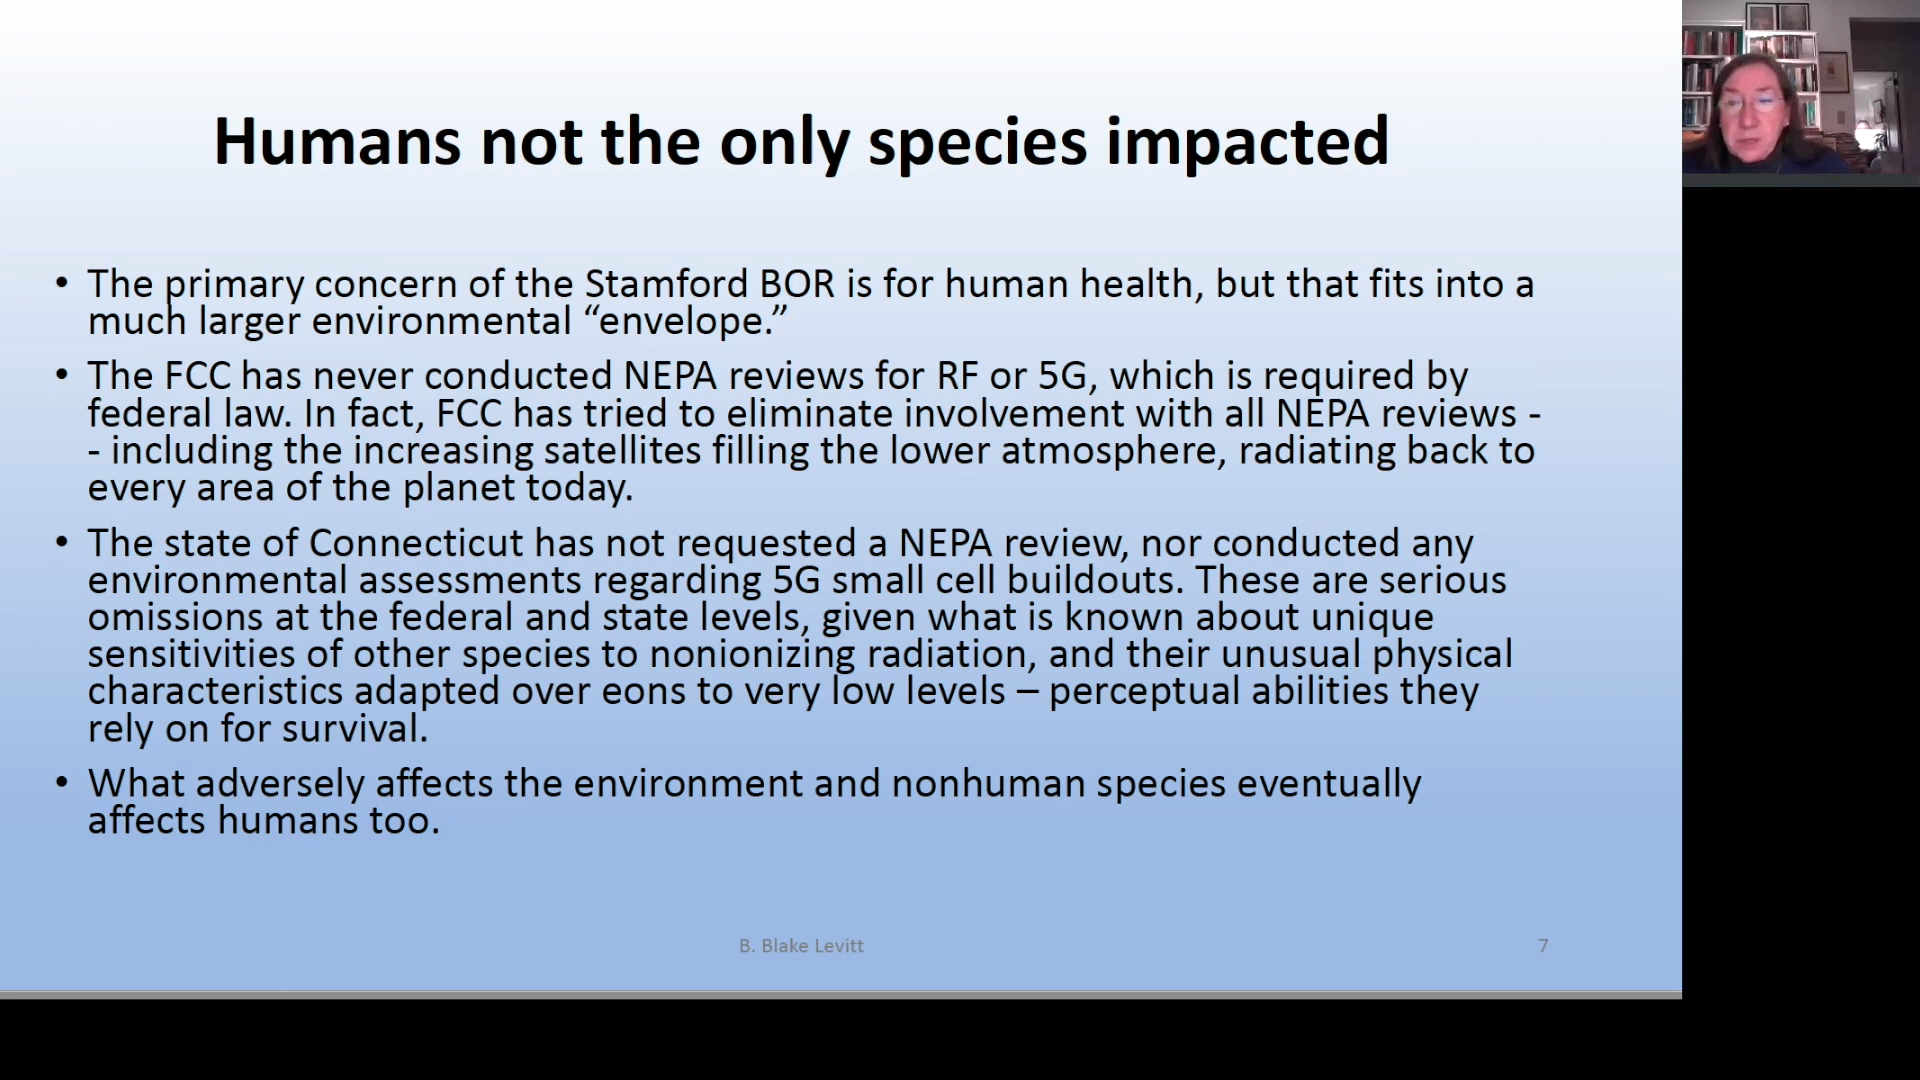 Humans not the only species impacted
• The primary concern of the Stamford BOR is for human health, but that fits into a
much larger environmental “envelope.”
• The FCC has never conducted NEPA reviews for RF or 5G, which is required by
federal law. In fact, FCC has tried to eliminate involvement with all NEPA reviews -
- including the increasing satellites filling the lower atmosphere, radiating back to
every area of the planet today.
• The state of Connecticut has not requested a NEPA review, nor conducted any
environmental assessments regarding 5G small cell buildouts. These are serious
omissions at the federal and state levels, given what is known about unique
sensitivities of other species to nonionizing radiation, and their unusual physical
characteristics adapted over eons to very low levels – perceptual abilities they
rely on for survival.
• What adversely affects the environment and nonhuman species eventually
affects humans too.
B. Blake Levitt
7